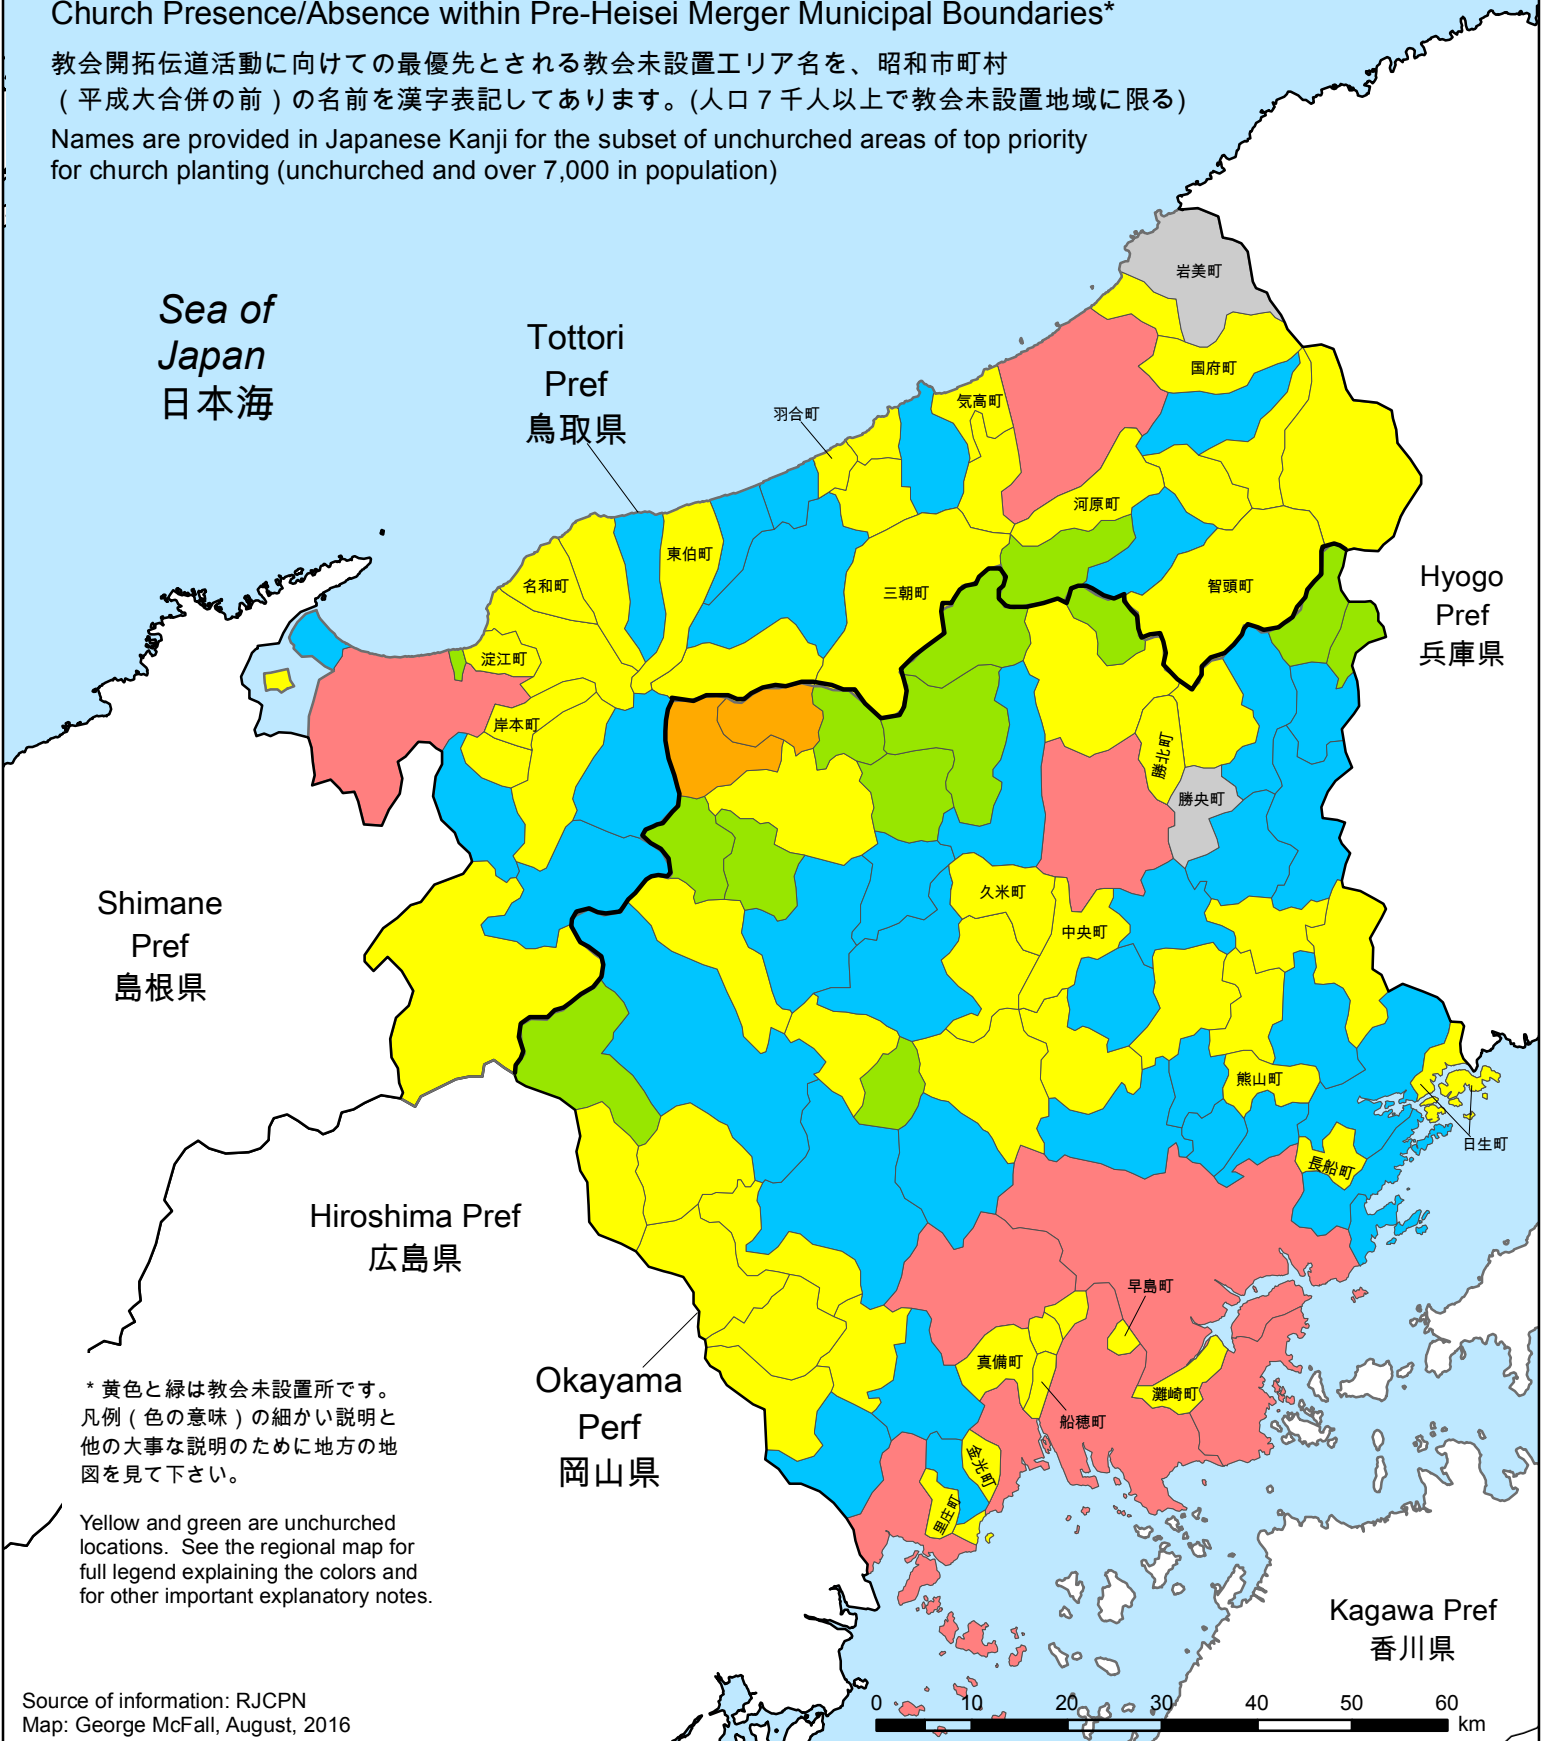 Church Presence/Absence within Pre-Heisei Merger Municipal Boundaries*
教会開拓伝道活動に向けての最優先とされる教会未設置エリア名を、昭和市町村
(平成大合併の前)の名前を漢字表記してあります。(人口7千人以上で教会未設置地域に限る)
Names are provided in Japanese Kanji for the subset of unchurched areas of top priority
for church planting (unchurched and over 7,000 in population)
岩美町
Sea of
Japan
日本海
Tottori
Pref
鳥取県
国府町
気高町
羽合町
河原町
東伯町
名和町
三朝町
智頭町
Hyogo
Pref
兵庫県
淀江町
岸本町
勝北町
勝央町
久米町
中央町
Shimane
Pref
島根県
熊山町
日生町
長船町
Hiroshima Pref
広島県
早島町
真備町
灘崎町
船穂町
Okayama
Perf
岡山県
金光町
里庄町
* 黄色と緑は教会未設置所です。
凡例(色の意味)の細かい説明と
他の大事な説明のために地方の地
図を見て下さい。
Yellow and green are unchurched
locations. See the regional map for
full legend explaining the colors and
for other important explanatory notes.
Kagawa Pref
香川県
Source of information: RJCPN
Map: George McFall, August, 2016
0 10 20 30 40 50 60
km